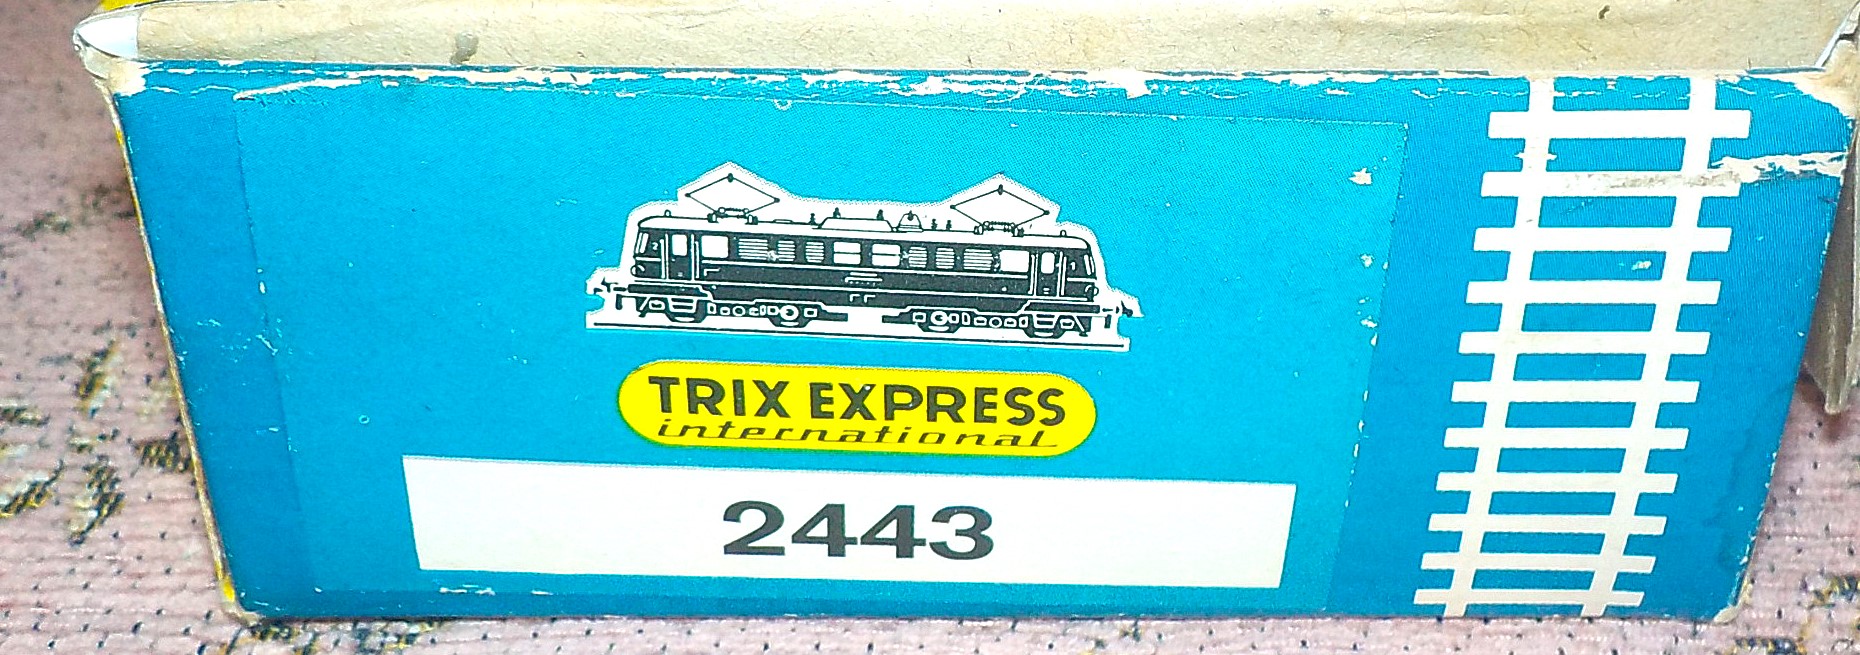 TRIX EXPRESS
international
2443